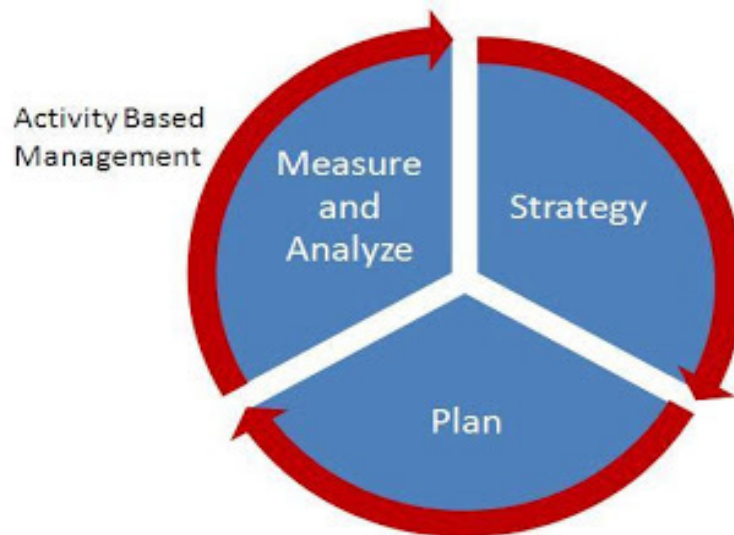 Activity Based
Management
Measure
and
Analyze
Strategy
Plan